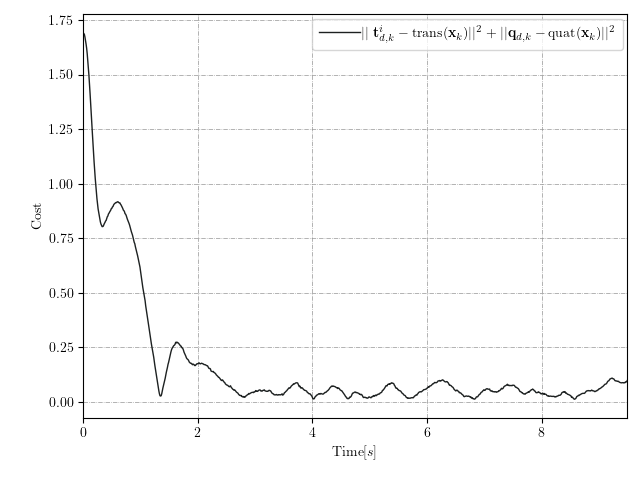 1.75
|| t^i_{d,k} − trans(x_k)||² + ||q_{d,k} − quat(x_k)||²
1.50
1.25
1.00
Cost
0.75
0.50
0.25
0.00
0 2 4 6 8
Time[s]